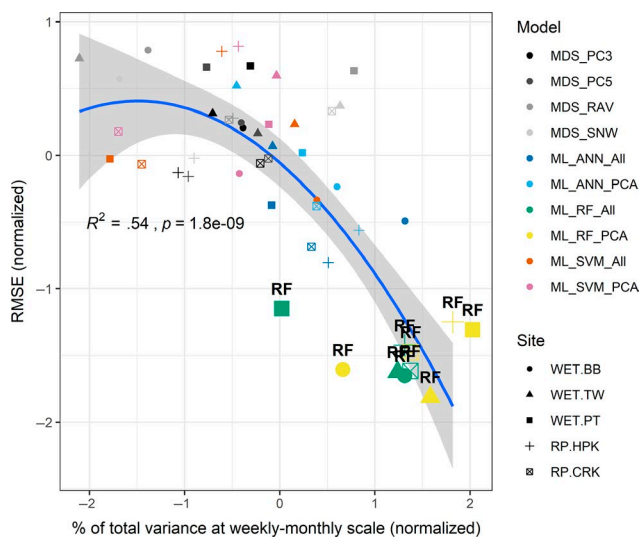 1
0
−1
−2
RMSE (normalized)
R² = .54 , p = 1.8e-09
RF
RF
RF
RF
RF
RF
RF
RF
RF
RF
−2
−1
0
1
2
% of total variance at weekly-monthly scale (normalized)
Model
MDS_PC3
MDS_PC5
MDS_RAV
MDS_SNW
ML_ANN_All
ML_ANN_PCA
ML_RF_All
ML_RF_PCA
ML_SVM_All
ML_SVM_PCA
Site
WET.BB
WET.TW
WET.PT
RP.HPK
RP.CRK